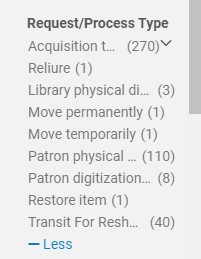 Request/Process Type
Acquisition t... (270)
Reliure (1)
Library physical di... (3)
Move permanently (1)
Move temporarily (1)
Patron physical ... (110)
Patron digitization... (8)
Restore item (1)
Transit For Resh... (40)
Less